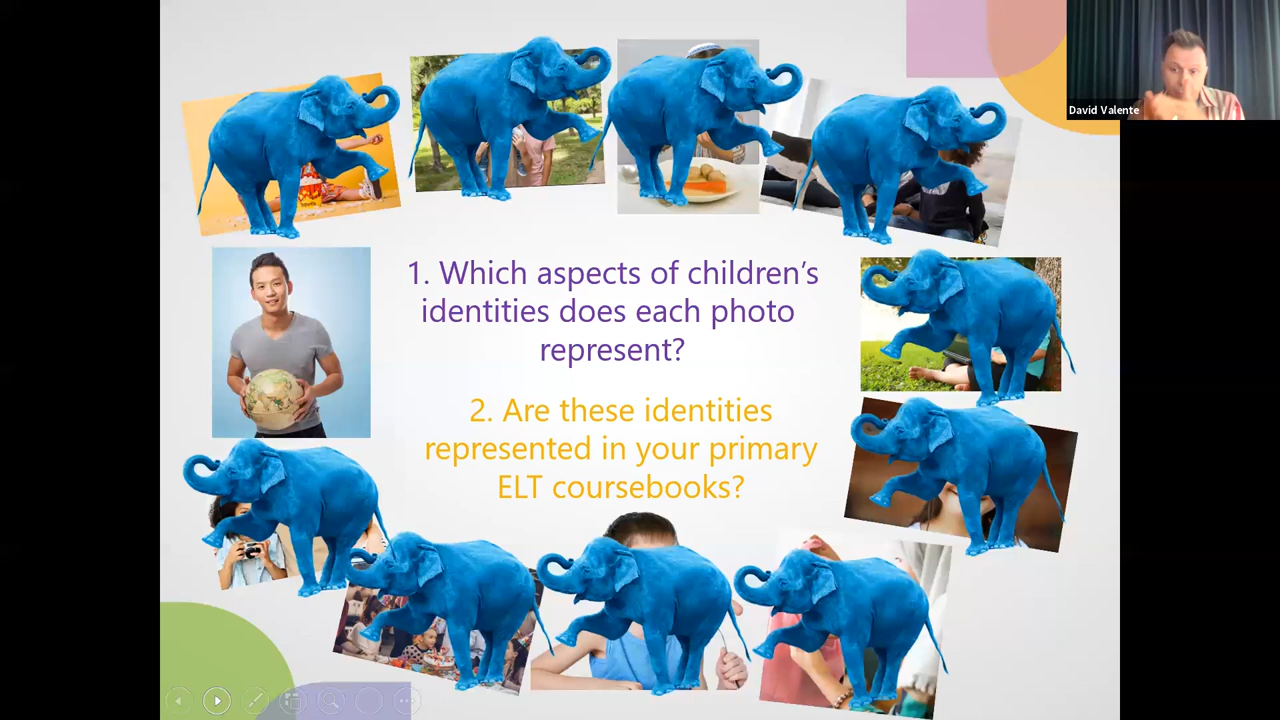 David Valente
1. Which aspects of children's
identities does each photo
represent?
2. Are these identities
represented in your primary
ELT coursebooks?